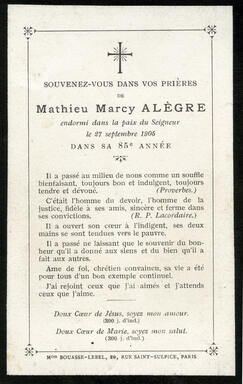 SOUVENEZ-VOUS DANS VOS PRIÈRES
DE
Mathieu Marcy ALÈGRE
endormi dans la paix du Seigneur
le 27 septembre 1905
DANS SA 85e ANNÉE
Il a passé au milieu de nous comme un souffle
bienfaisant, toujours bon et indulgent, toujours
tendre et dévoué. (Proverbes.)
C'était l'homme du devoir, l'homme de la
justice, fidèle à ses amis, sincère et ferme dans
ses convictions. (R. P. Lacordaire.)
Il a ouvert son cœur à l'indigent, ses deux
mains se sont tendues vers le pauvre.
Il a passé ne laissant que le souvenir du bon-
heur qu'il a donné aux siens et du bien qu'il a
fait aux autres.
Ame de foi, chrétien convaincu, sa vie a été
pour tous d'un bon exemple continuel.
J'ai rejoint ceux que j'ai aimés et j'attends
ceux que j'aime.
Doux Cœur de Jésus, soyez mon amour.
(300 j. d'ind.)
Doux Cœur de Marie, soyez mon salut.
(300 j. d'ind.)
Mon BOUASSE-LEBEL, 29, RUE SAINT-SULPICE, PARIS